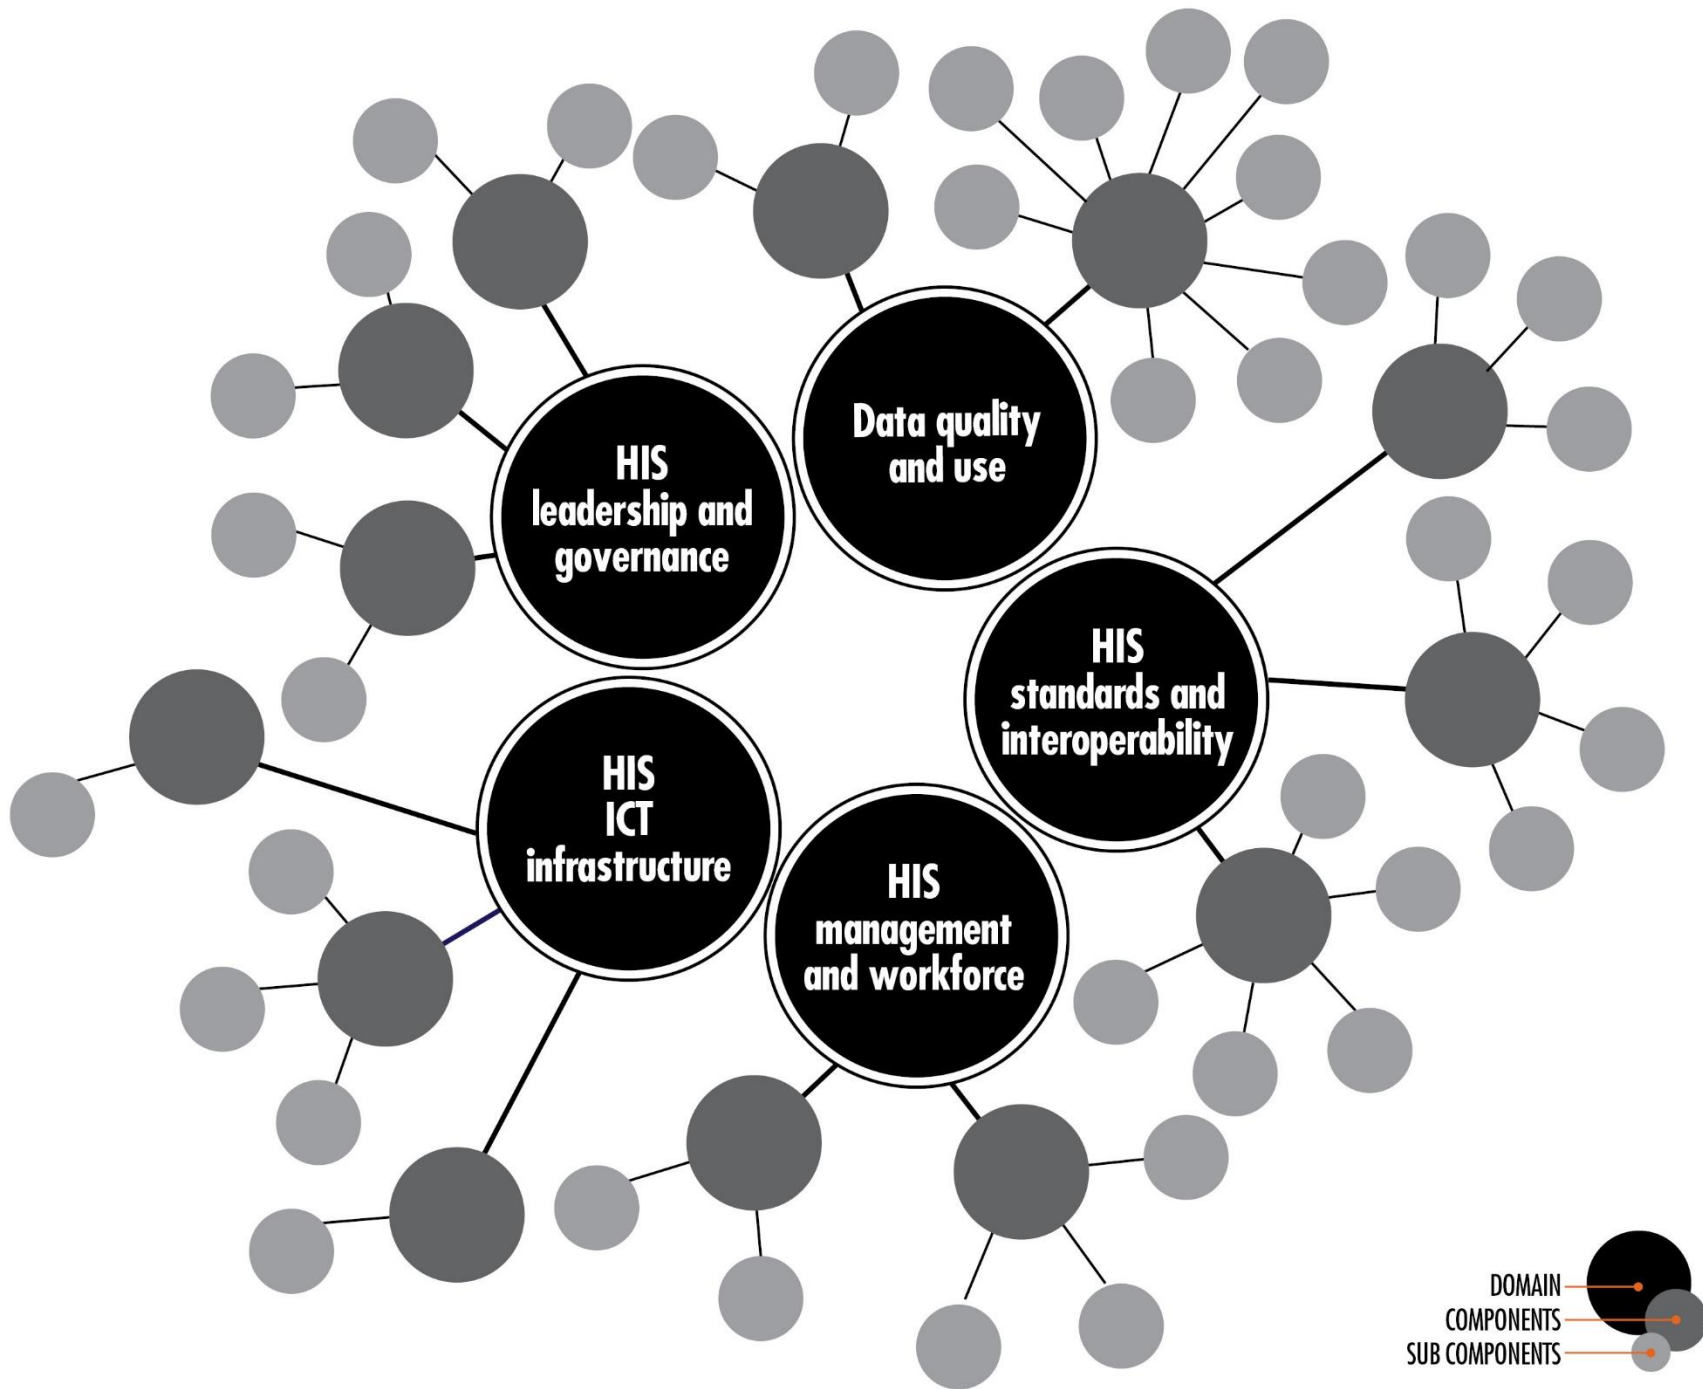 Data quality
and use
HIS
leadership and
governance
HIS
standards and
interoperability
HIS
ICT
infrastructure
HIS
management
and workforce
DOMAIN
COMPONENTS
SUB COMPONENTS